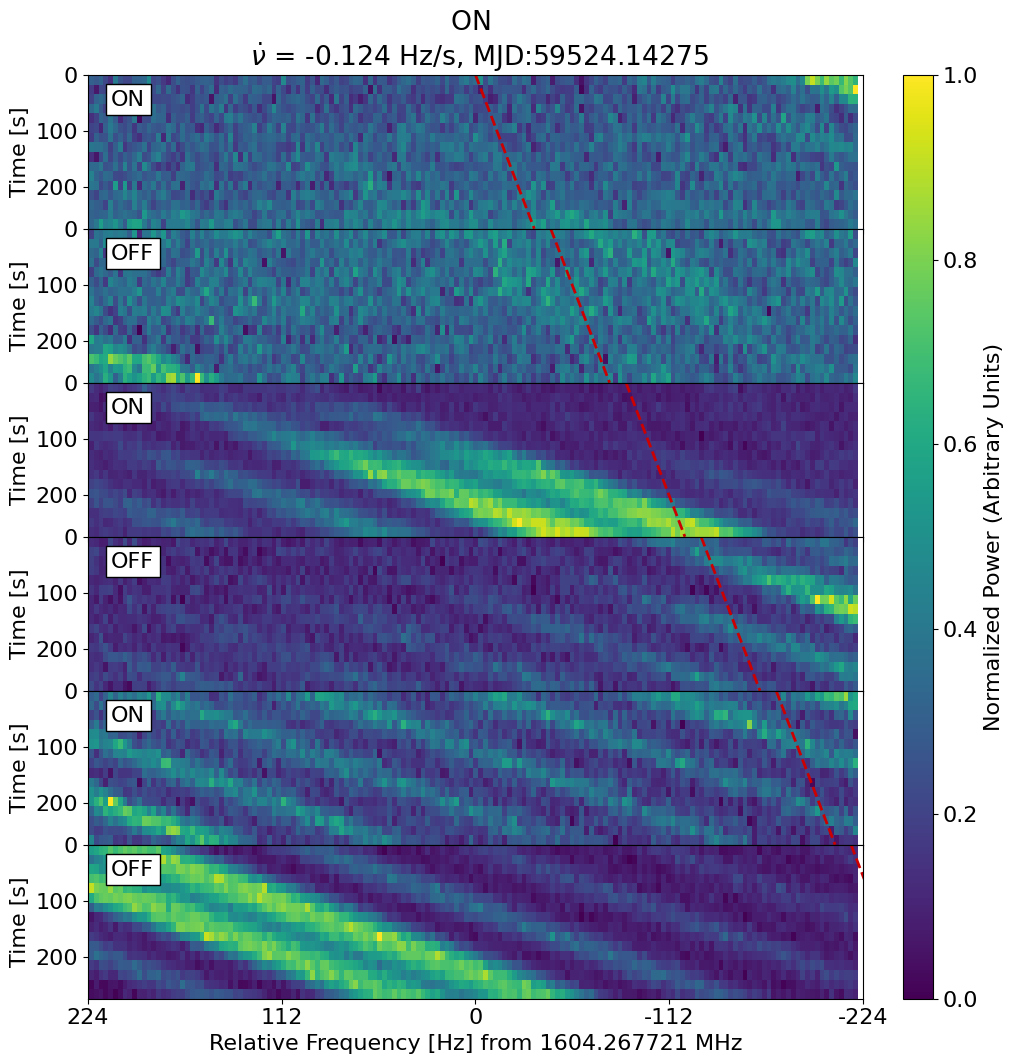 ON
ν̇ = -0.124 Hz/s, MJD:59524.14275
0
100
200
Time [s]
ON
0
100
200
Time [s]
OFF
0
100
200
Time [s]
ON
0
100
200
Time [s]
OFF
0
100
200
Time [s]
ON
0
100
200
Time [s]
OFF
224 112 0 -112 -224
Relative Frequency [Hz] from 1604.267721 MHz
1.0
0.8
0.6
0.4
0.2
0.0
Normalized Power (Arbitrary Units)